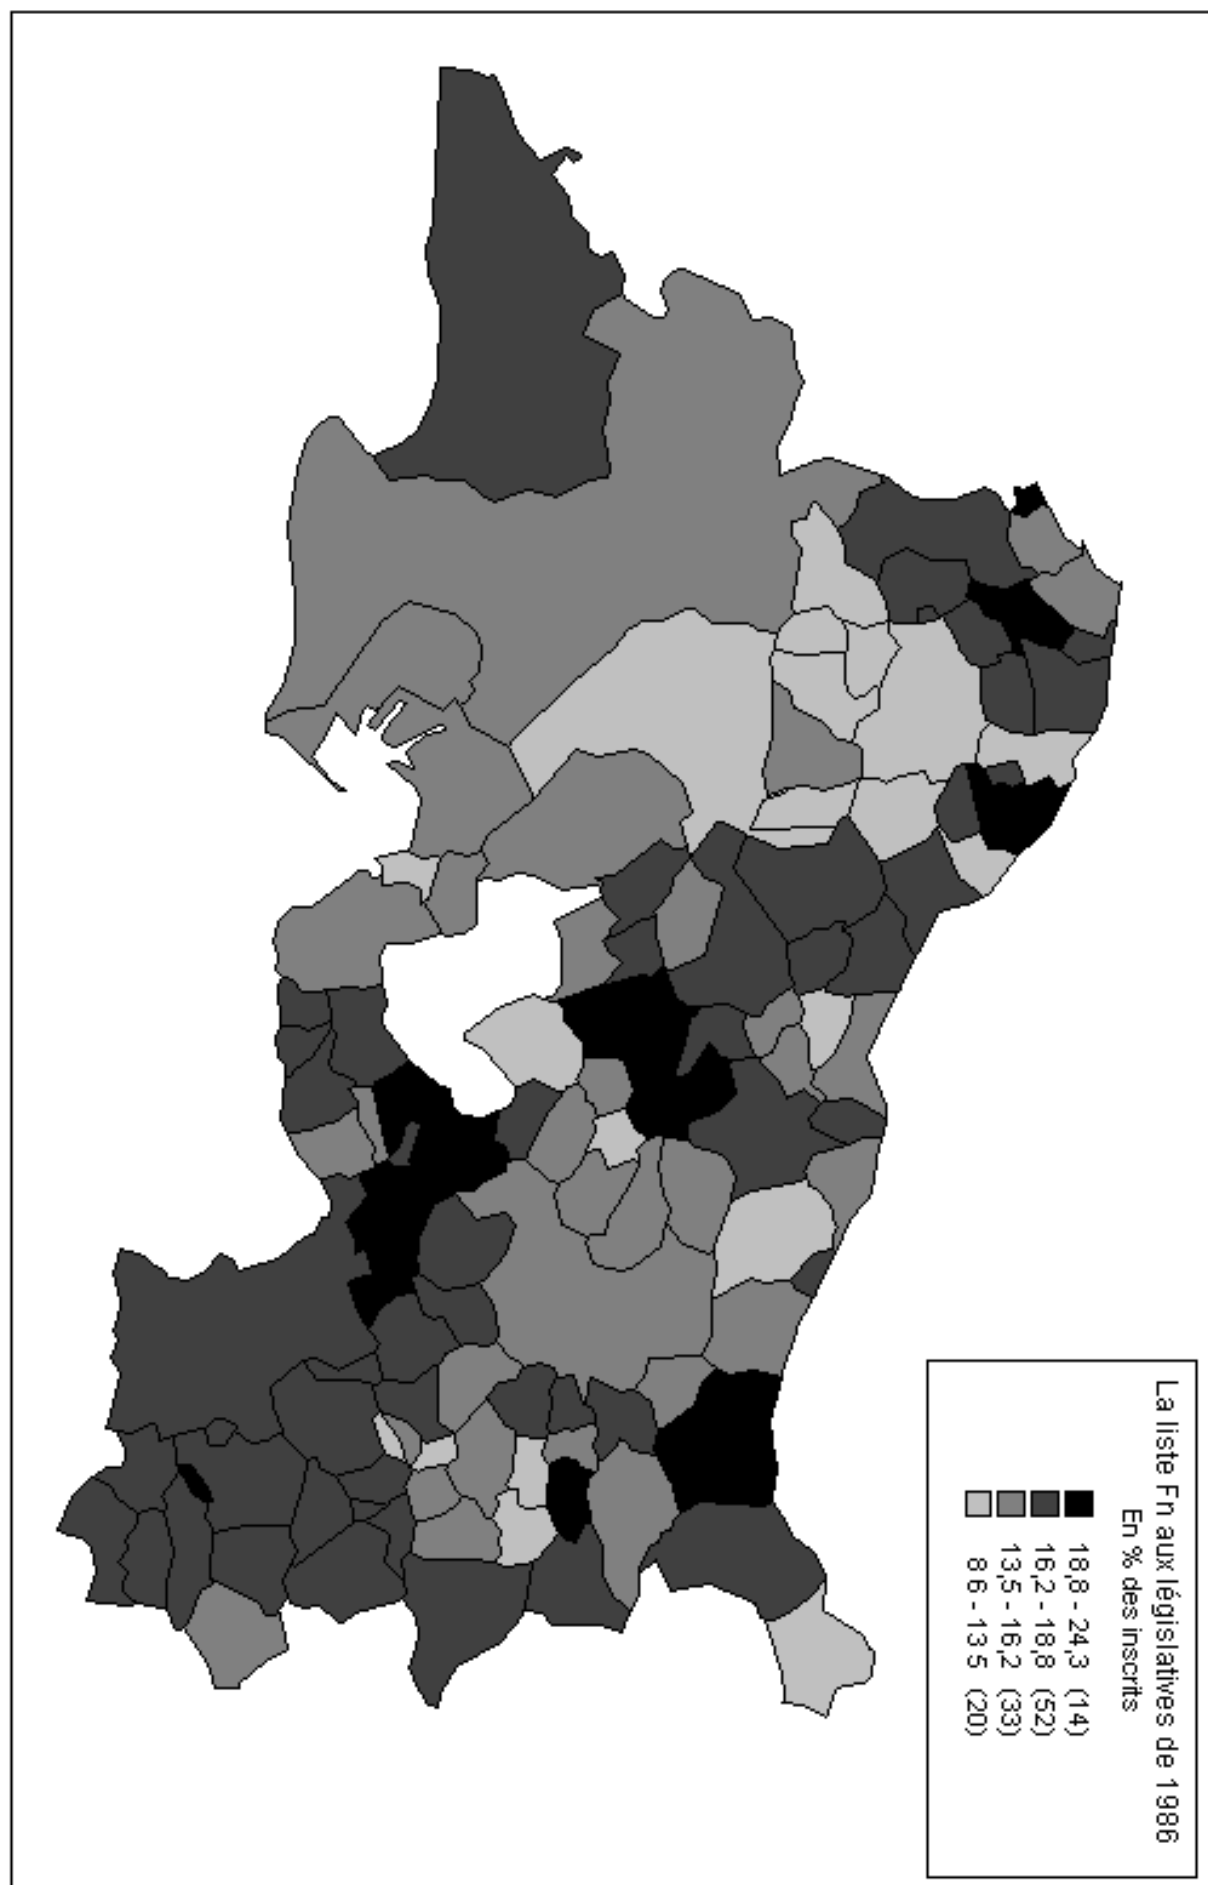 La liste Fn aux législatives de 1986
En % des inscrits
18,8 - 24,3 (14)
16,2 - 18,8 (52)
13,5 - 16,2 (33)
8 6 - 13 5 (20)